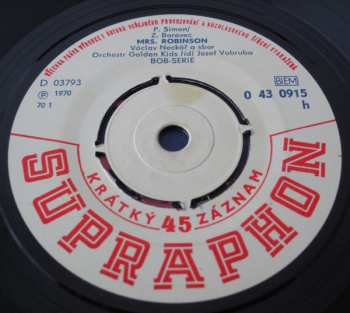 P. Simon/
Z. Borovec
MRS. ROBINSON
Václav Neckář a sbor
Orchestr Golden Kids řídí Josef Vobruba
BOB-SERIE
D 03793
Ⓟ 1970
70 1
GEM
0 43 0915
h
KRÁTKÝ 45 ZÁZNAM
SUPRAPHON